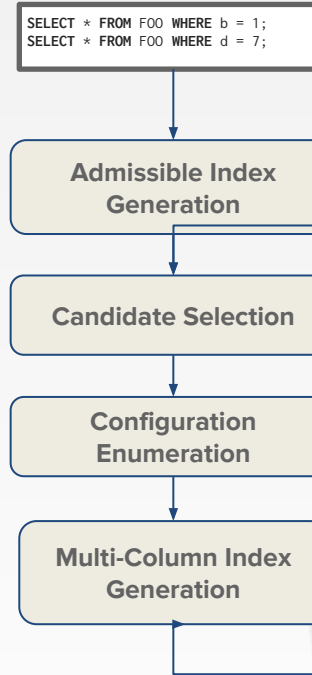 SELECT * FROM FOO WHERE b = 1;
SELECT * FROM FOO WHERE d = 7;
Admissible Index
Generation
Candidate Selection
Configuration
Enumeration
Multi-Column Index
Generation